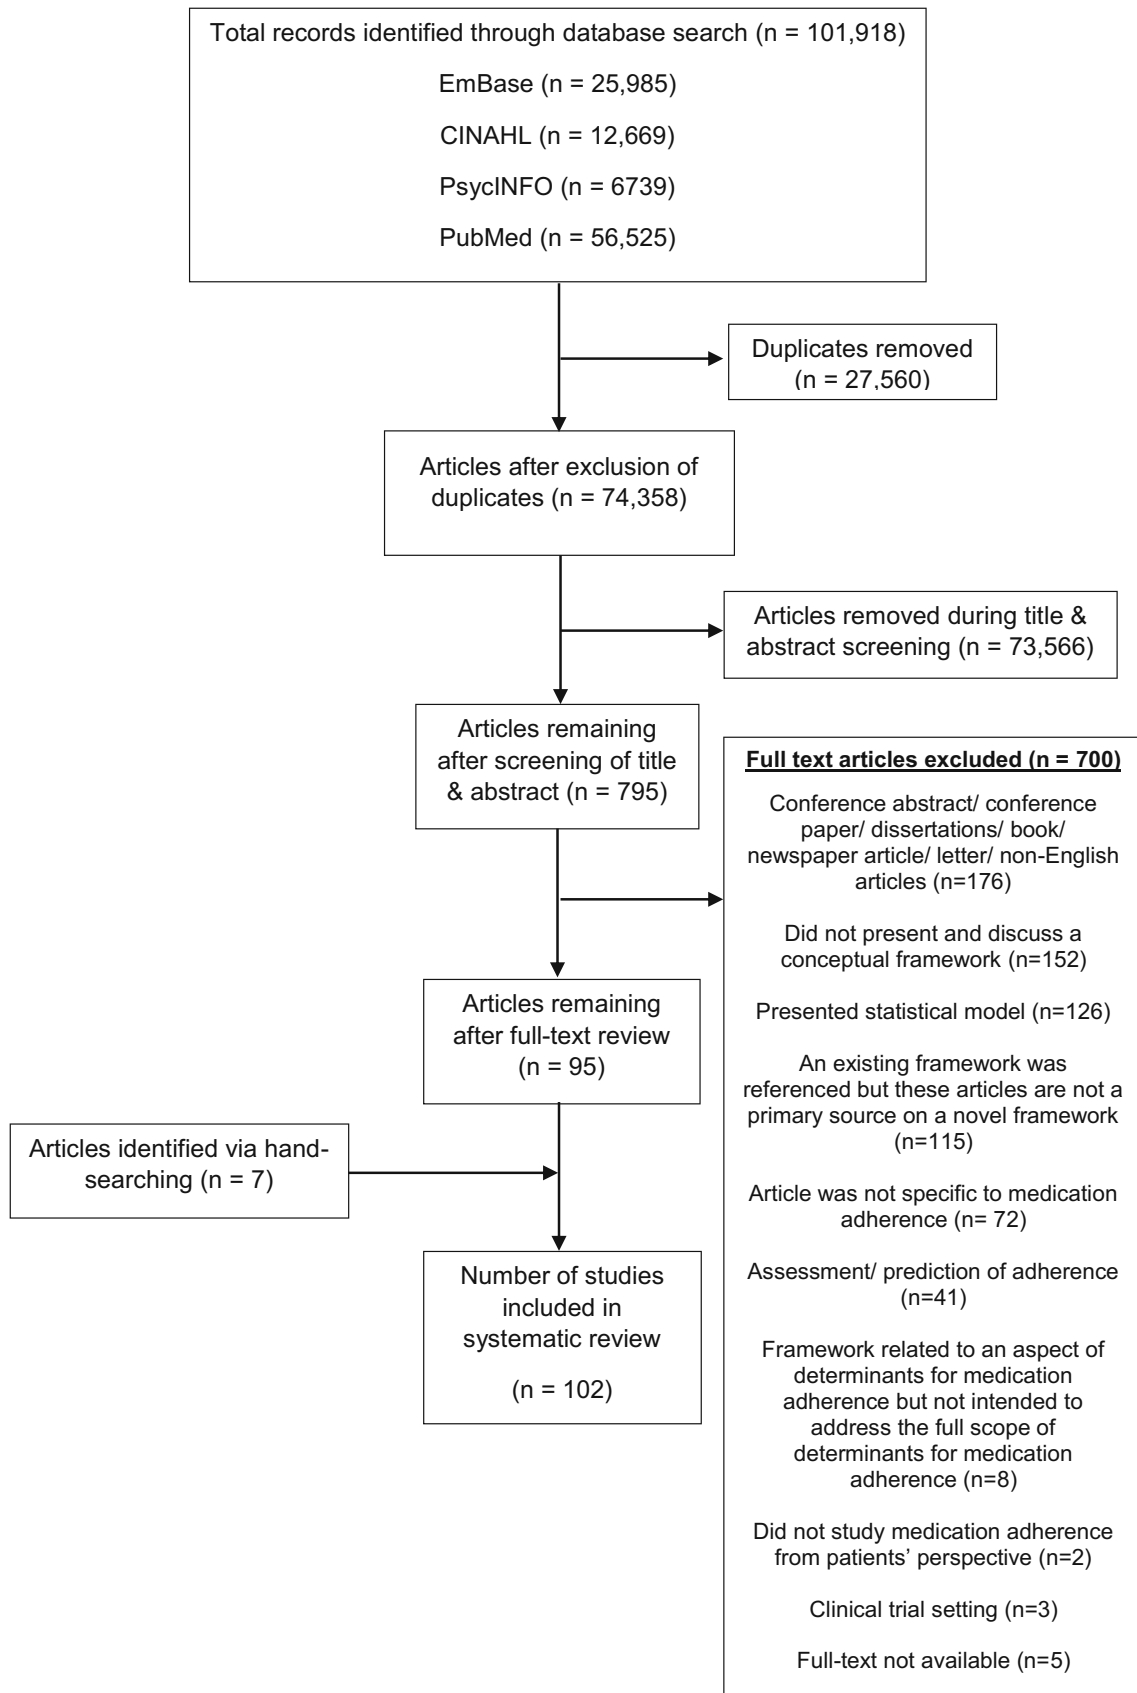 Total records identified through database search (n = 101,918)
EmBase (n = 25,985)
CINAHL (n = 12,669)
PsycINFO (n = 6739)
PubMed (n = 56,525)
Duplicates removed
(n = 27,560)
Articles after exclusion of
duplicates (n = 74,358)
Articles removed during title &
abstract screening (n = 73,566)
Articles remaining
after screening of title
& abstract (n = 795)
Full text articles excluded (n = 700)
Conference abstract/ conference
paper/ dissertations/ book/
newspaper article/ letter/ non-English
articles (n=176)
Did not present and discuss a
conceptual framework (n=152)
Presented statistical model (n=126)
An existing framework was
referenced but these articles are not a
primary source on a novel framework
(n=115)
Article was not specific to medication
adherence (n= 72)
Assessment/ prediction of adherence
(n=41)
Framework related to an aspect of
determinants for medication
adherence but not intended to
address the full scope of
determinants for medication
adherence (n=8)
Did not study medication adherence
from patients’ perspective (n=2)
Clinical trial setting (n=3)
Full-text not available (n=5)
Articles remaining
after full-text review
(n = 95)
Articles identified via hand-
searching (n = 7)
Number of studies
included in
systematic review
(n = 102)